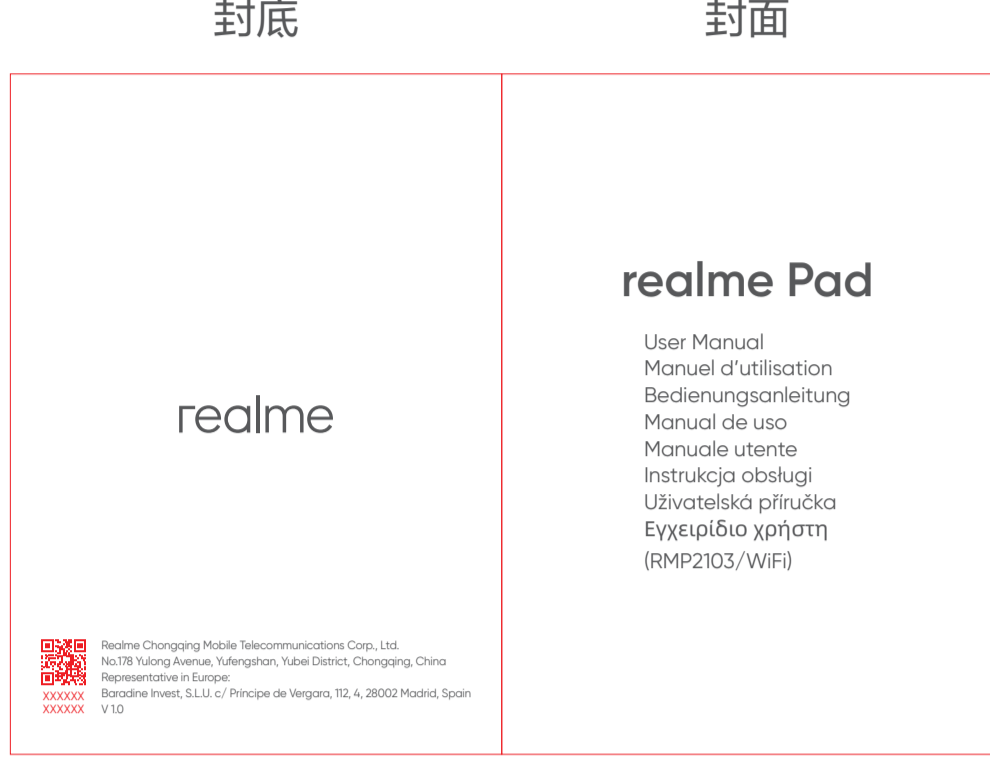 封底
封面
realme
XXXXXX
XXXXXX
Realme Chongqing Mobile Telecommunications Corp., Ltd.
No.178 Yulong Avenue, Yufengshan, Yubei District, Chongqing, China
Representative in Europe:
Baradine Invest, S.L.U. c/ Príncipe de Vergara, 112, 4, 28002 Madrid, Spain
V 1.0
realme Pad
User Manual
Manuel d’utilisation
Bedienungsanleitung
Manual de uso
Manuale utente
Instrukcja obsługi
Uživatelská příručka
Εγχειρίδιο χρήστη
(RMP2103/WiFi)